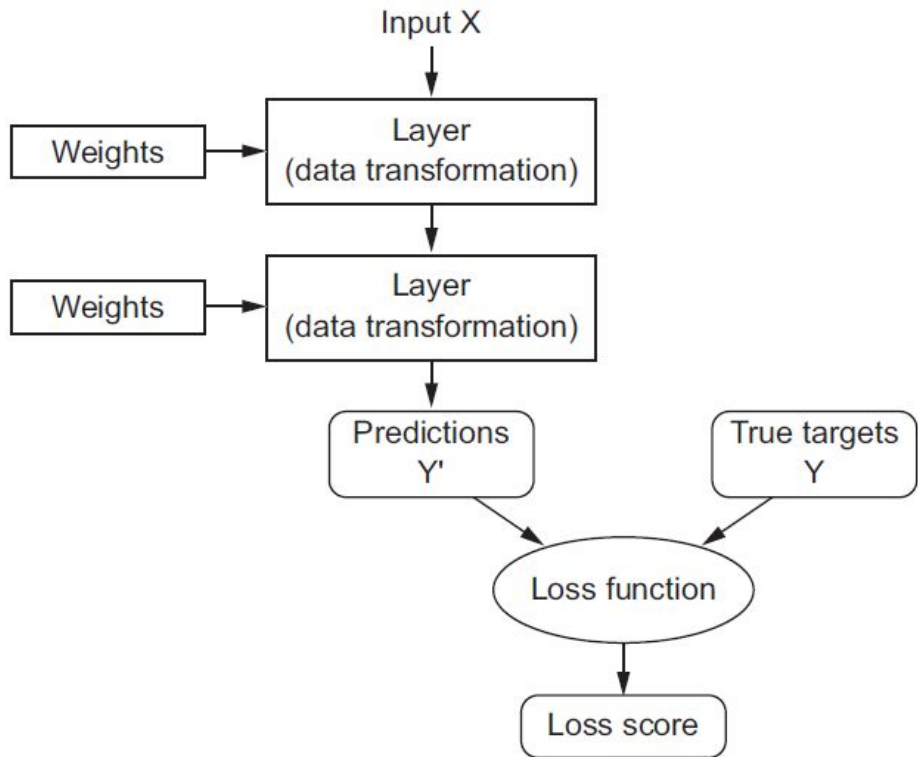 Input X
Weights
Layer
(data transformation)
Weights
Layer
(data transformation)
Predictions
Y'
True targets
Y
Loss function
Loss score